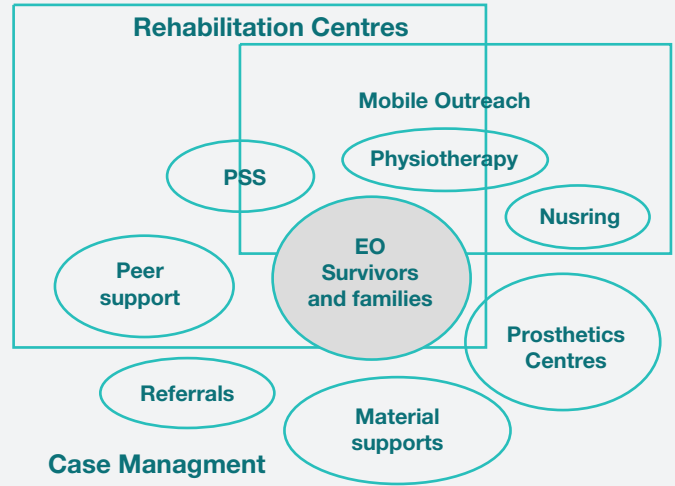 Rehabilitation Centres
Mobile Outreach
Physiotherapy
PSS
Nusring
EO
Survivors
and families
Peer
support
Prosthetics
Centres
Referrals
Material
supports
Case Managment